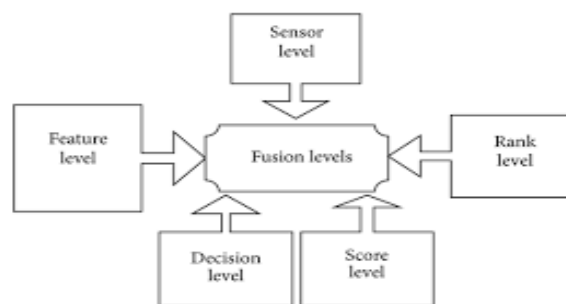 Sensor
level
Feature
level
Fusion levels
Rank
level
Decision
level
Score
level